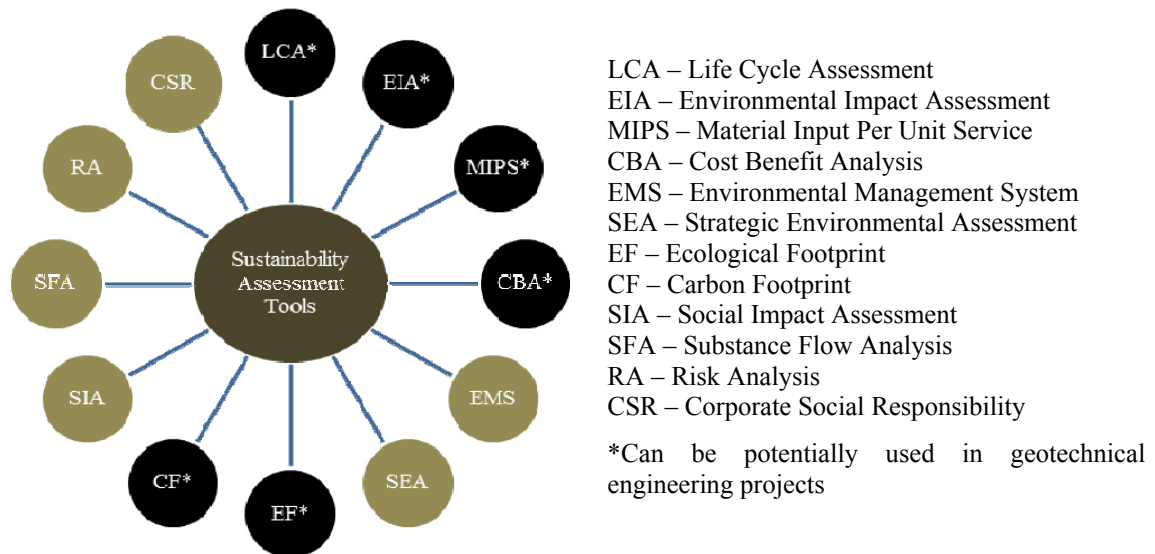 LCA*
EIA*
MIPS*
CBA*
EMS
SEA
EF*
CF*
SIA
SFA
RA
CSR
Sustainability
Assessment
Tools
LCA – Life Cycle Assessment
EIA – Environmental Impact Assessment
MIPS – Material Input Per Unit Service
CBA – Cost Benefit Analysis
EMS – Environmental Management System
SEA – Strategic Environmental Assessment
EF – Ecological Footprint
CF – Carbon Footprint
SIA – Social Impact Assessment
SFA – Substance Flow Analysis
RA – Risk Analysis
CSR – Corporate Social Responsibility
*Can be potentially used in geotechnical
engineering projects